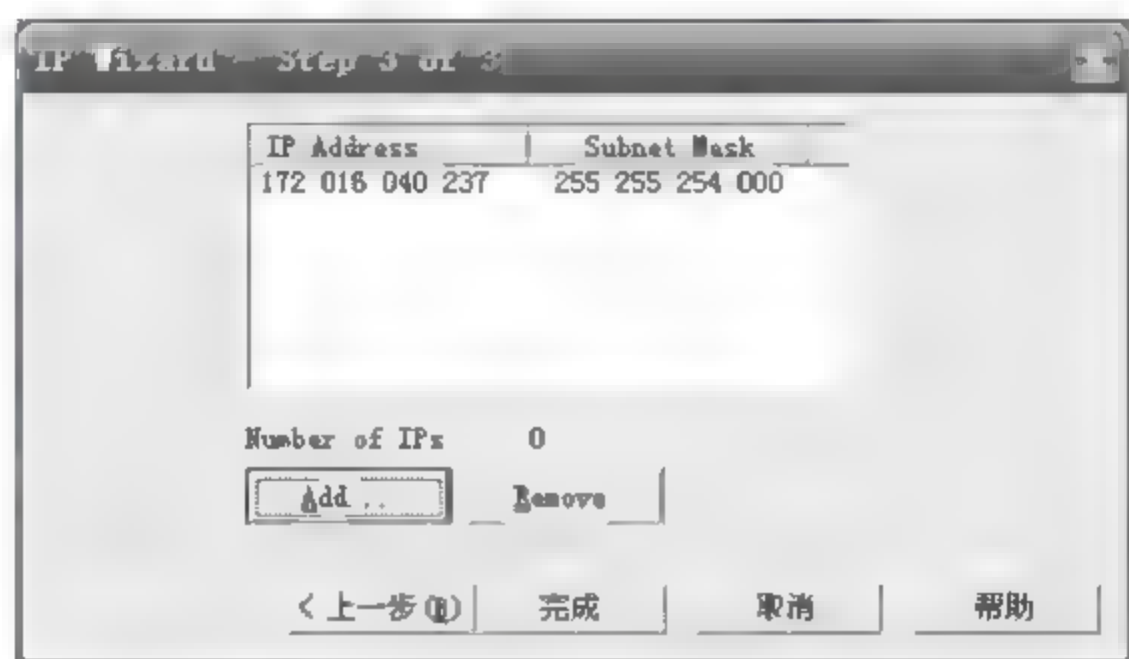 IP Wizard - Step 3 of 3
IP Address Subnet Mask
172 016 040 237 255 255 254 000
Number of IPs 0
Add ..
Remove
<上一步(B) 完成 取消 帮助